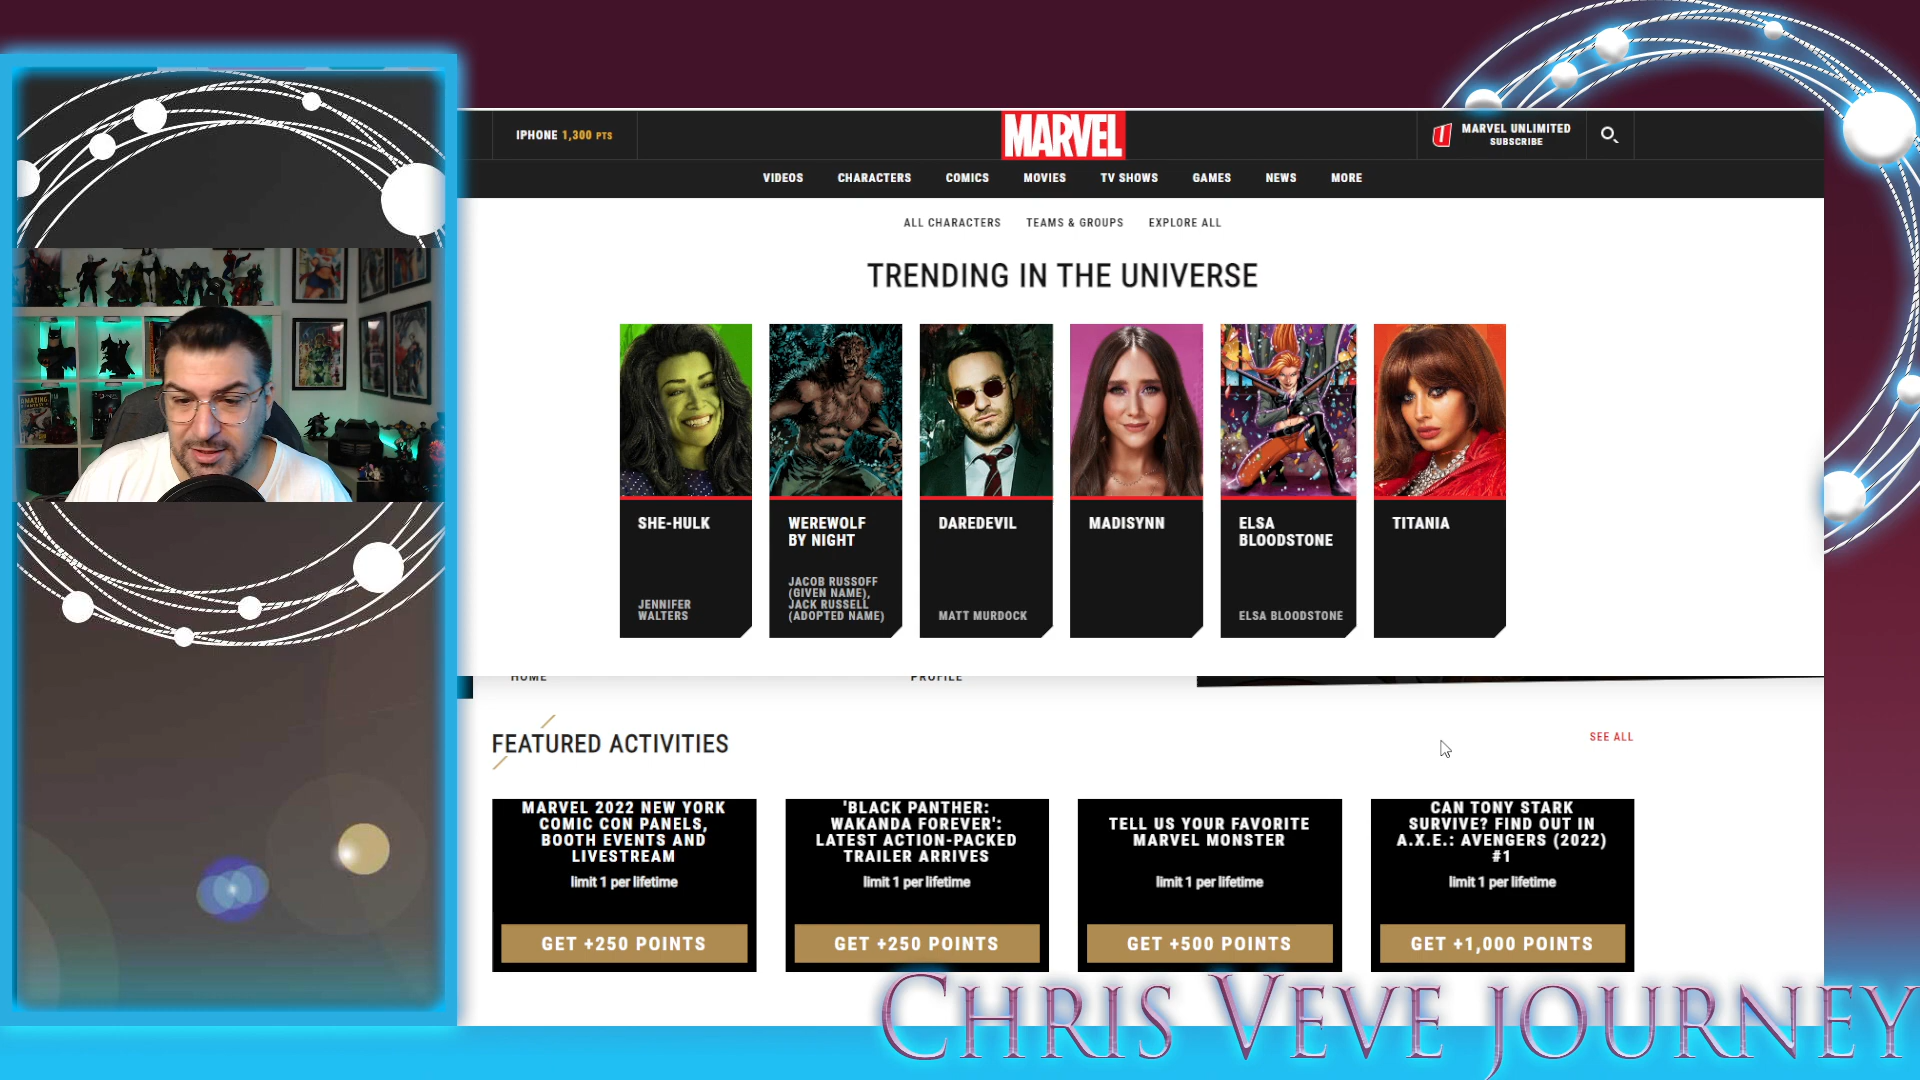 IPHONE 1,300 PTS
MARVEL
MARVEL UNLIMITED
SUBSCRIBE
VIDEOS CHARACTERS COMICS MOVIES TV SHOWS GAMES NEWS MORE
ALL CHARACTERS TEAMS & GROUPS EXPLORE ALL
TRENDING IN THE UNIVERSE
SHE-HULK
JENNIFER
WALTERS
WEREWOLF
BY NIGHT
JACOB RUSSOFF
(GIVEN NAME),
JACK RUSSELL
(ADOPTED NAME)
DAREDEVIL
MATT MURDOCK
MADISYNN
ELSA
BLOODSTONE
ELSA BLOODSTONE
TITANIA
AMAZING
HOME PROFILE
FEATURED ACTIVITIES
SEE ALL
MARVEL 2022 NEW YORK
COMIC CON PANELS,
BOOTH EVENTS AND
LIVESTREAM
limit 1 per lifetime
GET +250 POINTS
'BLACK PANTHER:
WAKANDA FOREVER':
LATEST ACTION-PACKED
TRAILER ARRIVES
limit 1 per lifetime
GET +250 POINTS
TELL US YOUR FAVORITE
MARVEL MONSTER
limit 1 per lifetime
GET +500 POINTS
CAN TONY STARK
SURVIVE? FIND OUT IN
A.X.E.: AVENGERS (2022)
#1
limit 1 per lifetime
GET +1,000 POINTS
CHRIS VEVE JOURNEY